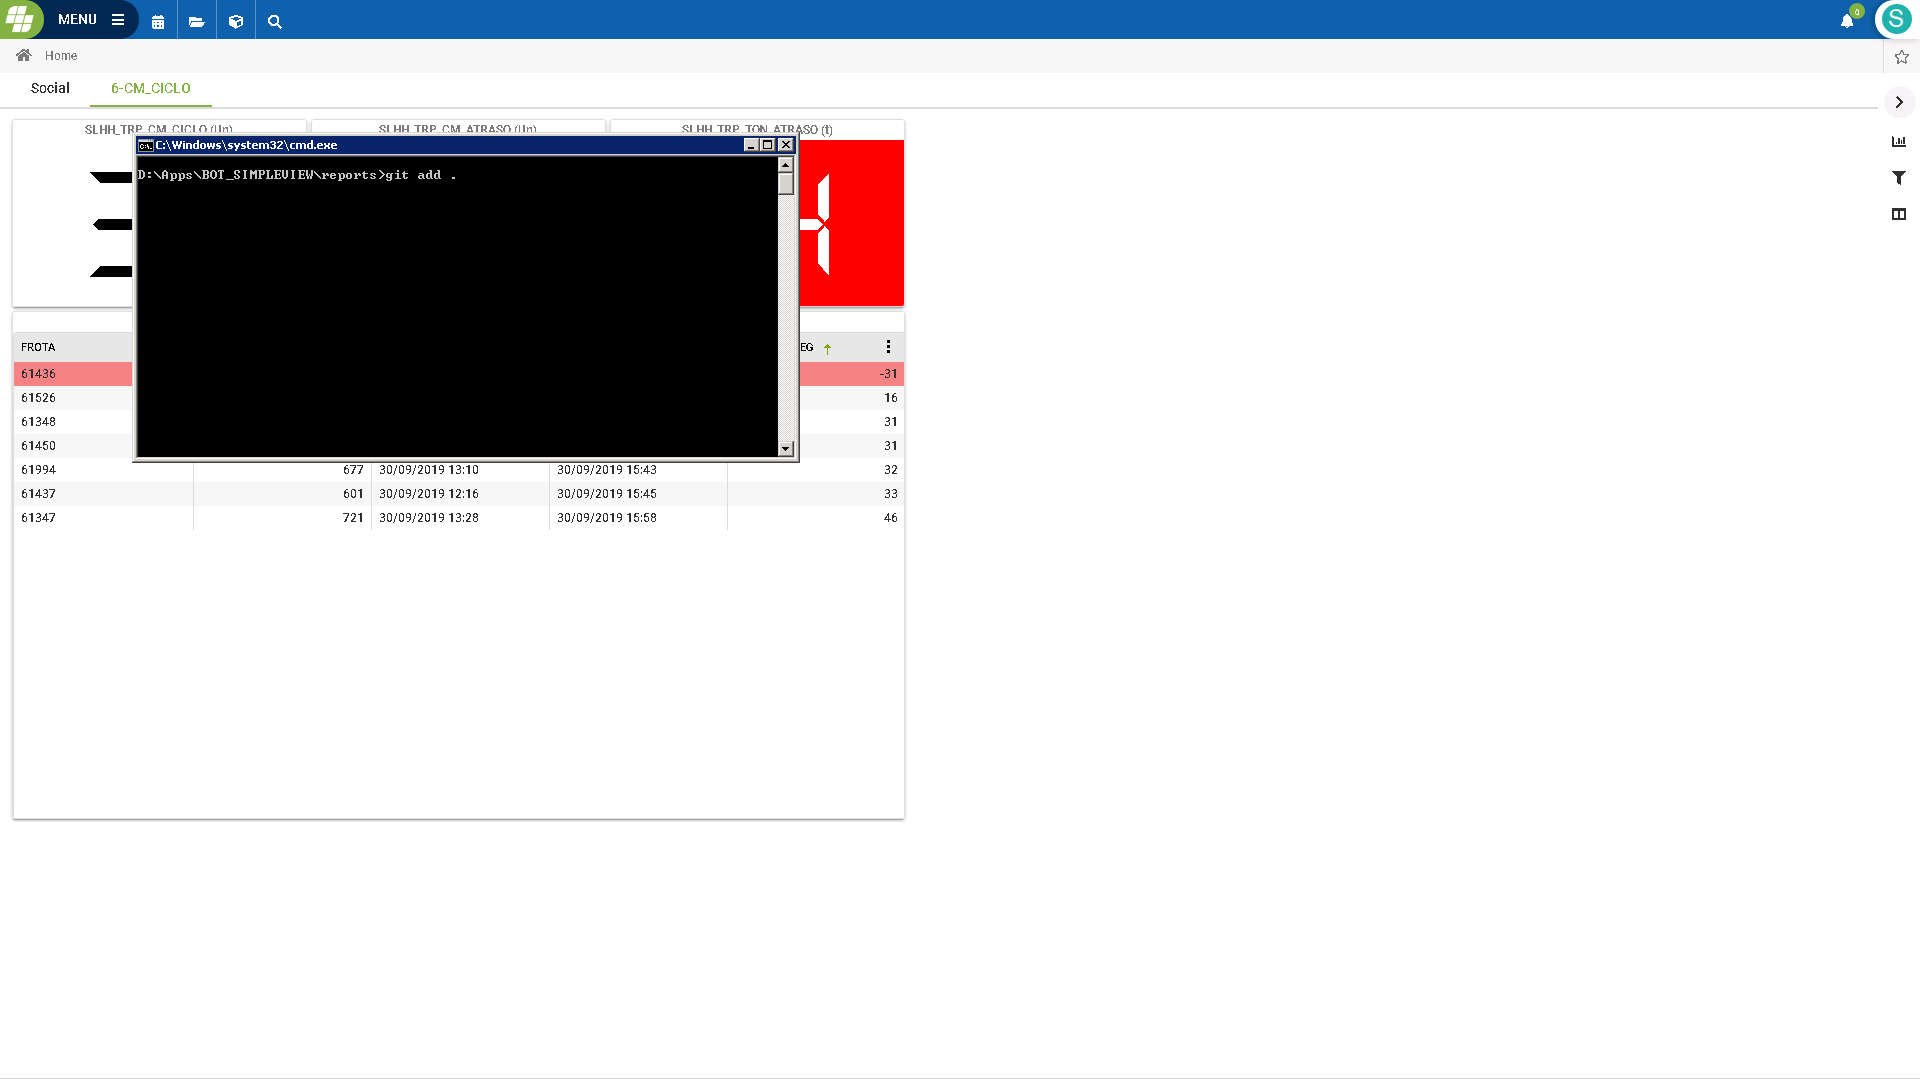 MENU
0
S
Home
Social
6-CM_CICLO
SLHH_TRP_CM_CICLO (Un)
SLHH_TRP_CM_ATRASO (Un)
SLHH_TRP_TON_ATRASO (t)
C:\Windows\system32\cmd.exe
D:\Apps\BOT_SIMPLEVIEW\reports>git add .
FROTA
EG
61436 -31
61526 16
61348 31
61450 31
61994 677 30/09/2019 13:10 30/09/2019 15:43 32
61437 601 30/09/2019 12:16 30/09/2019 15:45 33
61347 721 30/09/2019 13:28 30/09/2019 15:58 46